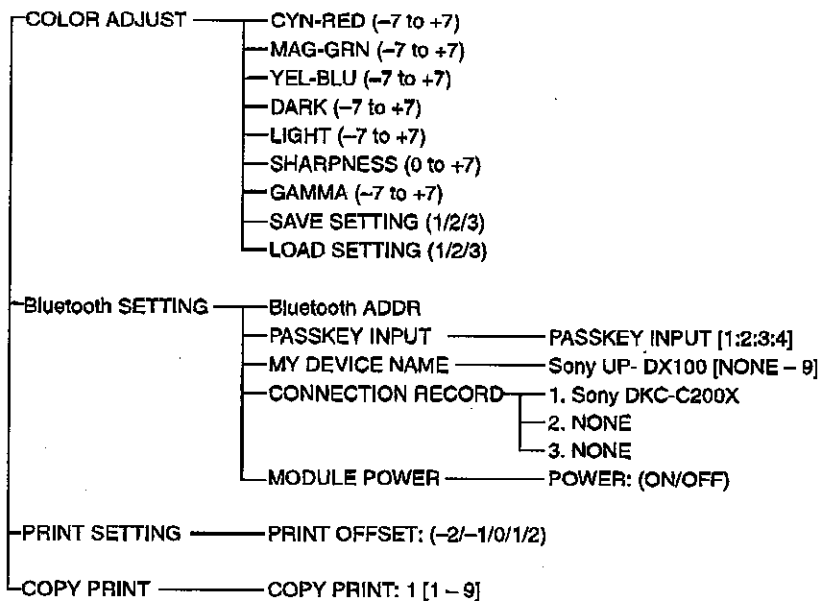 COLOR ADJUST CYN-RED (–7 to +7)
MAG-GRN (–7 to +7)
YEL-BLU (–7 to +7)
DARK (–7 to +7)
LIGHT (–7 to +7)
SHARPNESS (0 to +7)
GAMMA (–7 to +7)
SAVE SETTING (1/2/3)
LOAD SETTING (1/2/3)
Bluetooth SETTING Bluetooth ADDR
PASSKEY INPUT PASSKEY INPUT [1:2:3:4]
MY DEVICE NAME Sony UP- DX100 [NONE – 9]
CONNECTION RECORD 1. Sony DKC-C200X
2. NONE
3. NONE
MODULE POWER POWER: (ON/OFF)
PRINT SETTING PRINT OFFSET: (–2/–1/0/1/2)
COPY PRINT COPY PRINT: 1 [1 – 9]